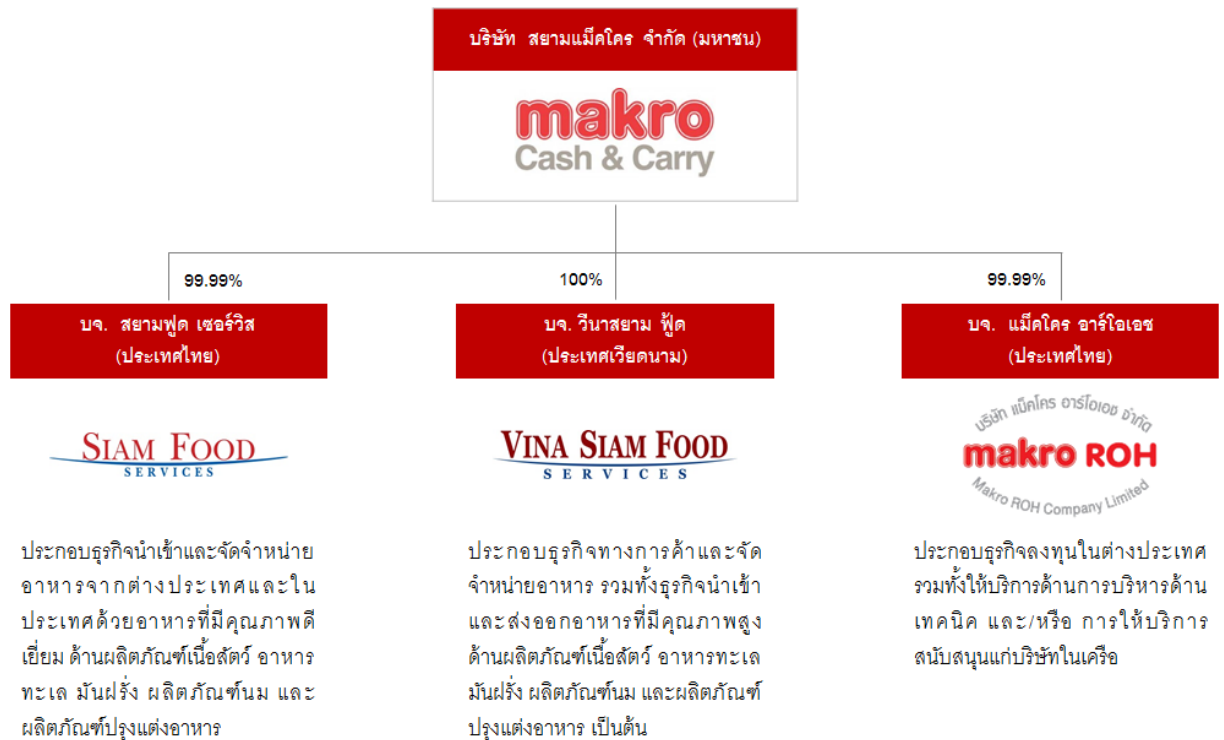 บริษัท สยามแม็คโคร จำกัด (มหาชน)
makro
Cash & Carry
99.99%
100%
99.99%
บจ. สยามฟูด เซอร์วิส
(ประเทศไทย)
บจ. วีนาสยาม ฟู้ด
(ประเทศเวียดนาม)
บจ. แม็คโคร อาร์โอเอช
(ประเทศไทย)
SIAM FOOD
SERVICES
VINA SIAM FOOD
SERVICES
บริษัท แม็คโคร อาร์โอเอช จำกัด
makro ROH
Makro ROH Company Limited
ประกอบธุรกิจนำเข้าและจัดจำหน่าย
อาหารจากต่างประเทศและใน
ประเทศด้วยอาหารที่มีคุณภาพดี
เยี่ยม ด้านผลิตภัณฑ์เนื้อสัตว์ อาหาร
ทะเล มันฝรั่ง ผลิตภัณฑ์นม และ
ผลิตภัณฑ์ปรุงแต่งอาหาร
ประกอบธุรกิจทางการค้าและจัด
จำหน่ายอาหาร รวมทั้งธุรกิจนำเข้า
และส่งออกอาหารที่มีคุณภาพสูง
ด้านผลิตภัณฑ์เนื้อสัตว์ อาหารทะเล
มันฝรั่ง ผลิตภัณฑ์นม และผลิตภัณฑ์
ปรุงแต่งอาหาร เป็นต้น
ประกอบธุรกิจลงทุนในต่างประเทศ
รวมทั้งให้บริการด้านการบริหารด้าน
เทคนิค และ/หรือ การให้บริการ
สนับสนุนแก่บริษัทในเครือ